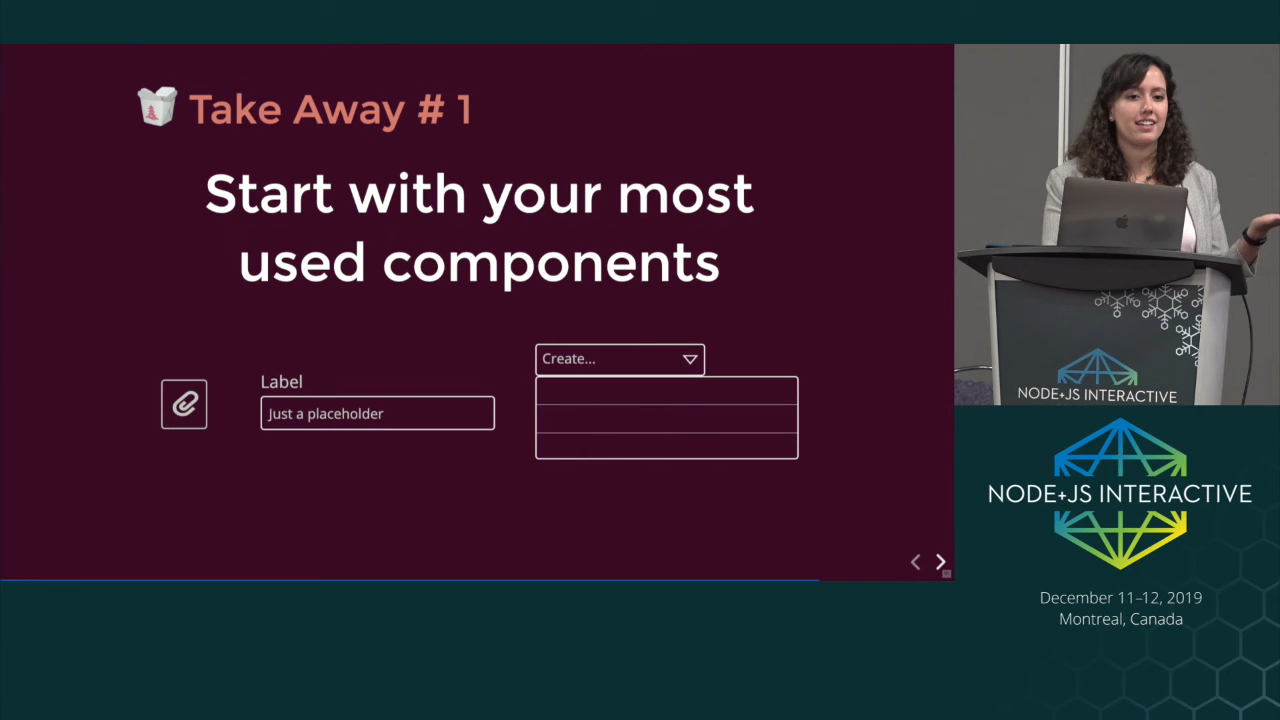 Take Away # 1
Start with your most
used components
Label
Just a placeholder
Create...
NODE+JS INTERACTIVE
NODE+JS INTERACTIVE
December 11–12, 2019
Montreal, Canada